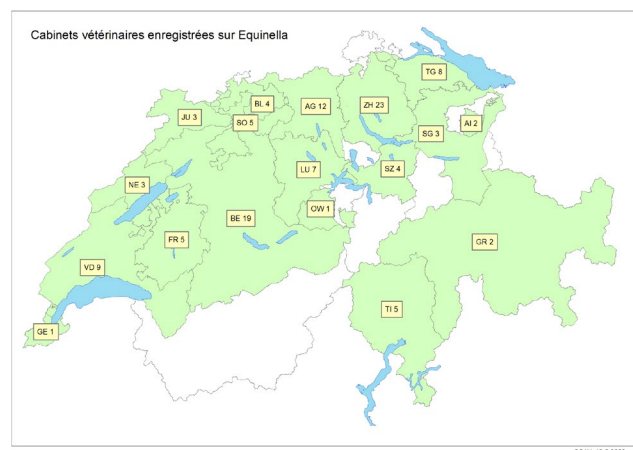 Cabinets vétérinaires enregistrées sur Equinella
TG 8
BL 4
AG 12
ZH 23
JU 3
SO 5
SG 3
AI 2
LU 7
SZ 4
NE 3
OW 1
BE 19
FR 5
GR 2
VD 9
TI 5
GE 1